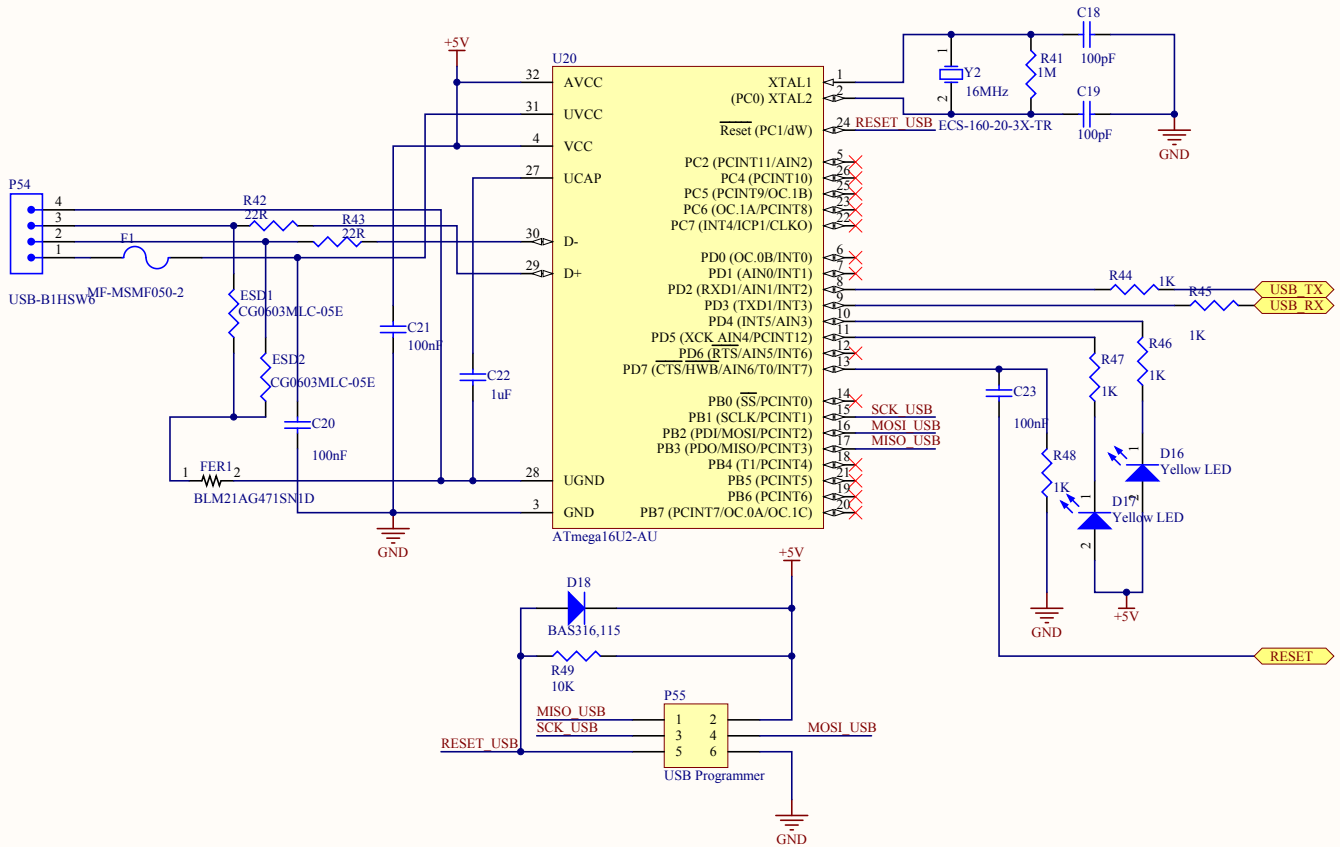 +5V
U20
32 AVCC
31 UVCC
4 VCC
27 UCAP
30 D-
29 D+
28 UGND
3 GND
XTAL1 1
(PC0) XTAL2 2
Reset (PC1/dW) 24 RESET_USB
PC2 (PCINT11/AIN2) 5
PC4 (PCINT10) 26
PC5 (PCINT9/OC.1B) 25
PC6 (OC.1A/PCINT8) 23
PC7 (INT4/ICP1/CLKO) 22
PD0 (OC.0B/INT0) 6
PD1 (AIN0/INT1) 7
PD2 (RXD1/AIN1/INT2) 8
PD3 (TXD1/INT3) 9
PD4 (INT5/AIN3) 10
PD5 (XCK AIN4/PCINT12) 11
PD6 (RTS/AIN5/INT6) 12
PD7 (CTS/HWB/AIN6/T0/INT7) 13
PB0 (SS/PCINT0) 14
PB1 (SCLK/PCINT1) 15 SCK_USB
PB2 (PDI/MOSI/PCINT2) 16 MOSI_USB
PB3 (PDO/MISO/PCINT3) 17 MISO_USB
PB4 (T1/PCINT4) 18
PB5 (PCINT5) 21
PB6 (PCINT6) 19
PB7 (PCINT7/OC.0A/OC.1C) 20
ATmega16U2-AU
P54
4
3
2
1
USB-B1HSW6
R42
22R
R43
22R
F1
MF-MSMF050-2
ESD1
CG0603MLC-05E
ESD2
CG0603MLC-05E
C20
100nF
C21
100nF
C22
1uF
FER1
1 2
BLM21AG471SN1D
GND
C18
100pF
1
Y2
16MHz
2
R41
1M
C19
100pF
ECS-160-20-3X-TR
GND
R44
1K
USB_TX
R45
1K
USB_RX
R46
1K
R47
1K
C23
100nF
R48
1K
1
D16
Yellow LED
2
1
D17
Yellow LED
2
GND
+5V
RESET
+5V
D18
BAS316,115
R49
10K
P55
MISO_USB 1 2
SCK_USB 3 4 MOSI_USB
RESET_USB 5 6
USB Programmer
GND